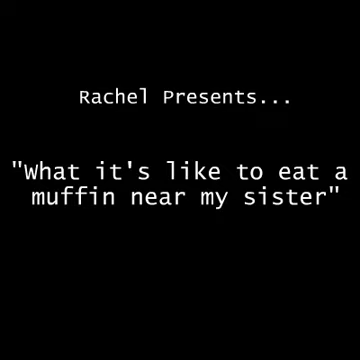 Rachel Presents...
"What it's like to eat a
muffin near my sister"